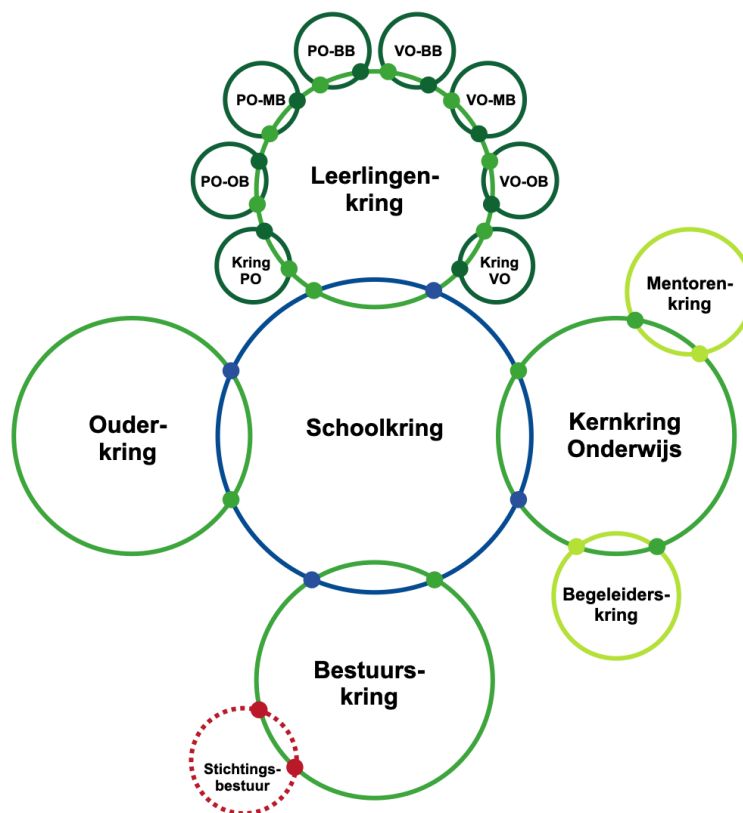 PO-BB
VO-BB
PO-MB
VO-MB
PO-OB
VO-OB
Leerlingen-
kring
Kring
PO
Kring
VO
Mentoren-
kring
Ouder-
kring
Schoolkring
Kernkring
Onderwijs
Begeleiders-
kring
Bestuurs-
kring
Stichtings-
bestuur